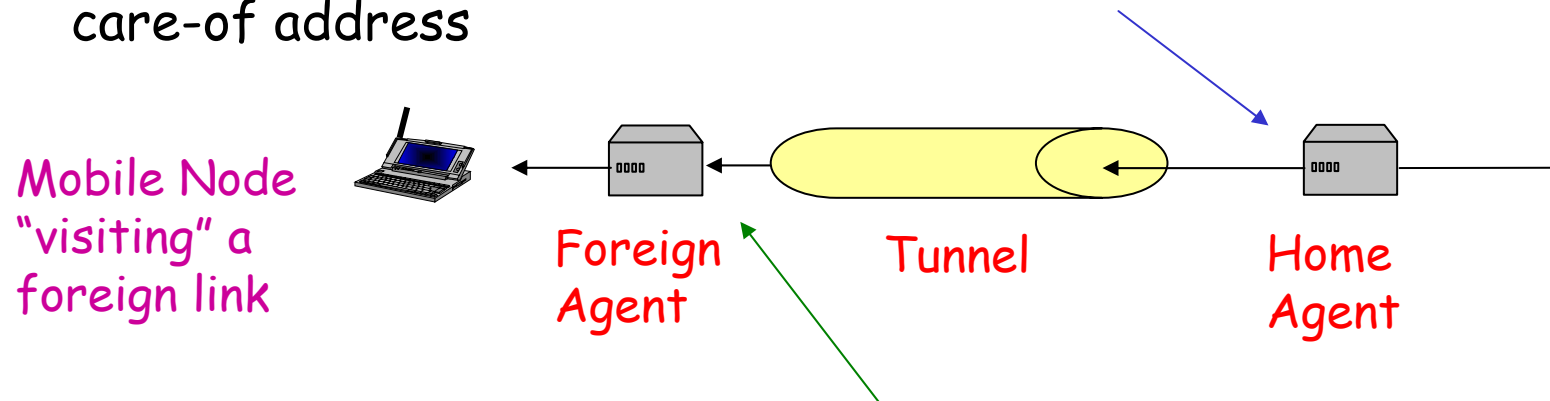 care-of address
Mobile Node
“visiting” a
foreign link
Foreign
Agent
Tunnel
Home
Agent